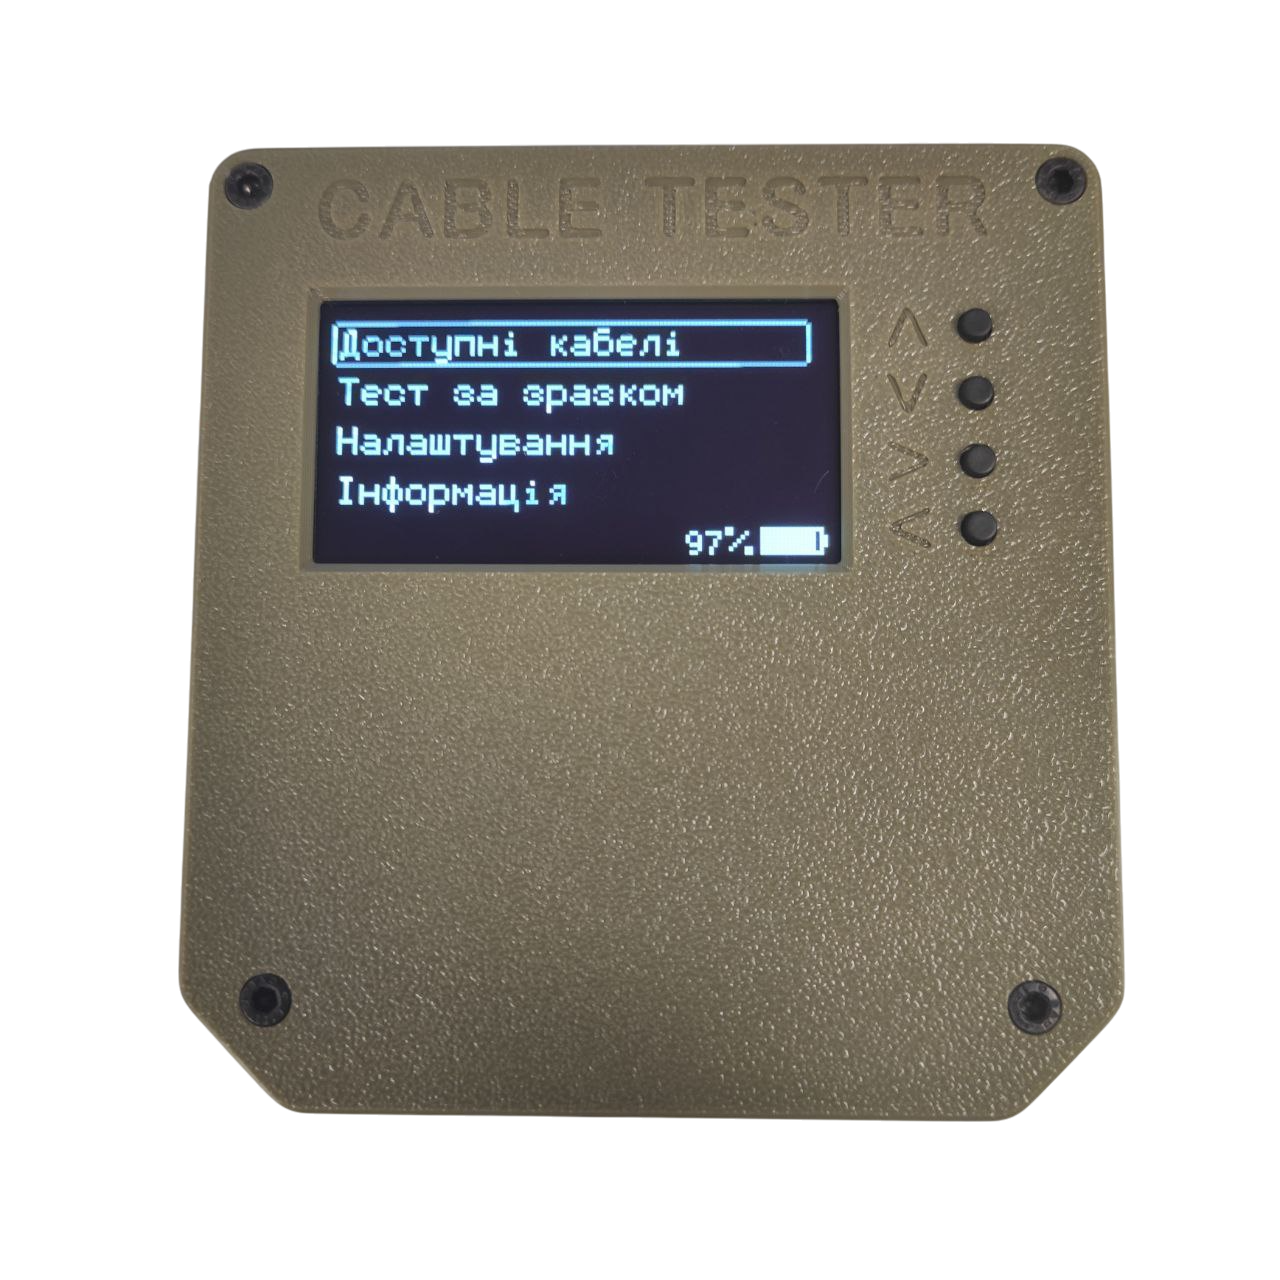 CABLE TESTER
Доступні кабелі
Тест за зразком
Налаштування
Інформація
97%